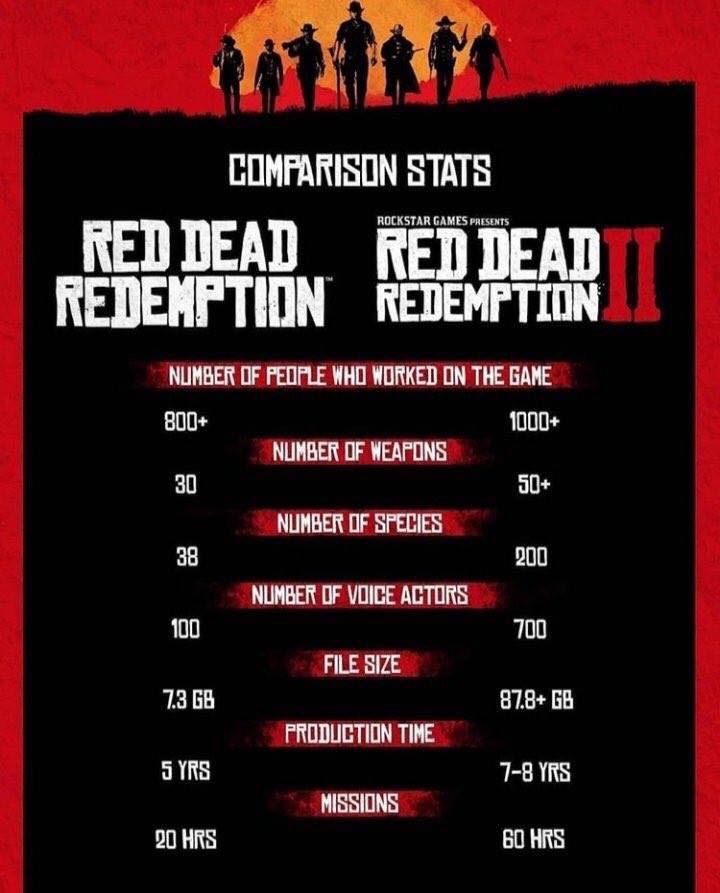 COMPARISON STATS
RED DEAD
REDEMPTION™
ROCKSTAR GAMES PRESENTS
RED DEAD
REDEMPTION II
NUMBER OF PEOPLE WHO WORKED ON THE GAME
800+ 1000+
NUMBER OF WEAPONS
30 50+
NUMBER OF SPECIES
38 200
NUMBER OF VOICE ACTORS
100 700
FILE SIZE
7.3 GB 87.8+ GB
PRODUCTION TIME
5 YRS 7-8 YRS
MISSIONS
20 HRS 60 HRS